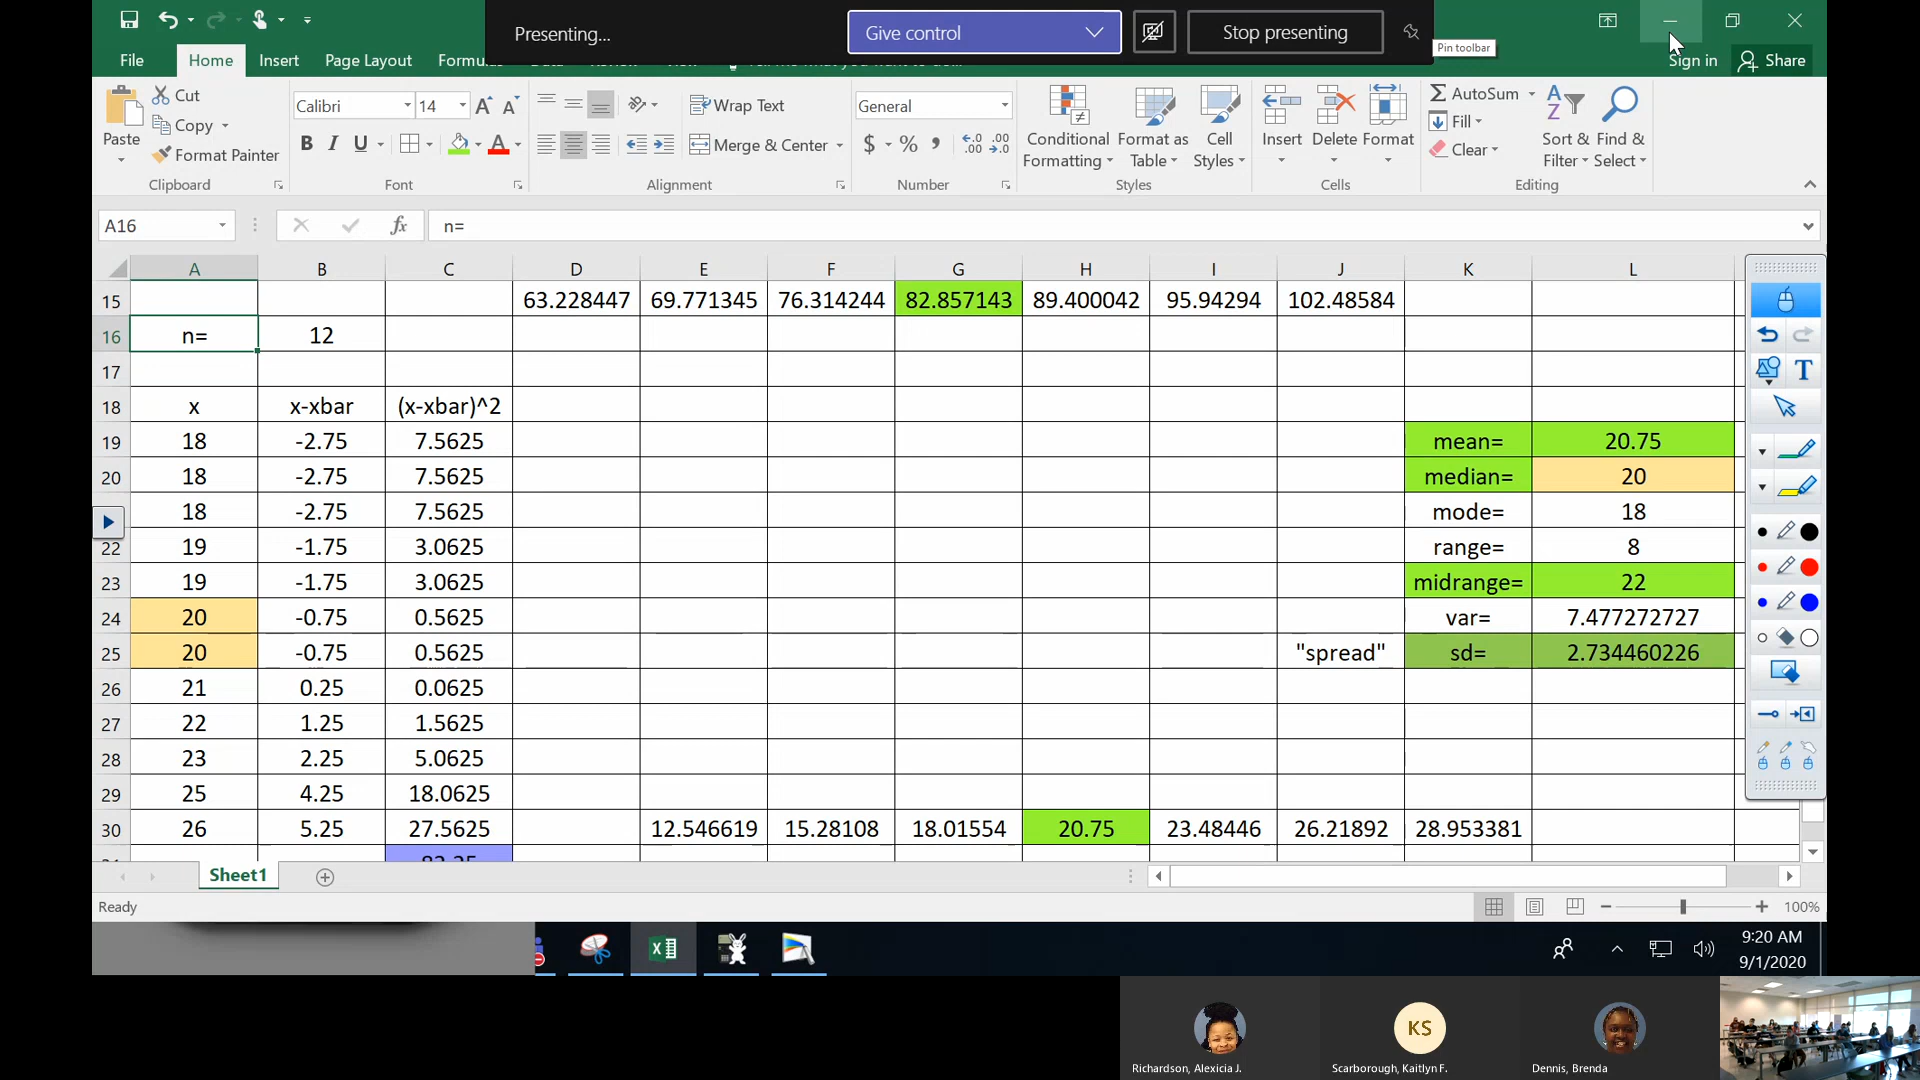 Presenting...
Give control
Stop presenting
Pin toolbar
File
Home
Insert
Page Layout
Sign in
Share
Paste
Cut
Copy
Format Painter
Clipboard
Calibri
14
B I U
Font
Wrap Text
Merge & Center
Alignment
General
$ % ,
Number
Conditional Formatting
Format as Table
Cell Styles
Styles
Insert
Delete
Format
Cells
AutoSum
Fill
Clear
Sort & Filter
Find & Select
Editing
A16
fx
n=
A B C D E F G H I J K L
15 63.228447 69.771345 76.314244 82.857143 89.400042 95.94294 102.48584
16 n= 12
17
18 x x-xbar (x-xbar)^2
19 18 -2.75 7.5625 mean= 20.75
20 18 -2.75 7.5625 median= 20
18 -2.75 7.5625 mode= 18
22 19 -1.75 3.0625 range= 8
23 19 -1.75 3.0625 midrange= 22
24 20 -0.75 0.5625 var= 7.477272727
25 20 -0.75 0.5625 "spread" sd= 2.734460226
26 21 0.25 0.0625
27 22 1.25 1.5625
28 23 2.25 5.0625
29 25 4.25 18.0625
30 26 5.25 27.5625 12.546619 15.28108 18.01554 20.75 23.48446 26.21892 28.953381
Sheet1
Ready
100%
9:20 AM
9/1/2020
KS
Richardson, Alexicia J.
Scarborough, Kaitlyn F.
Dennis, Brenda